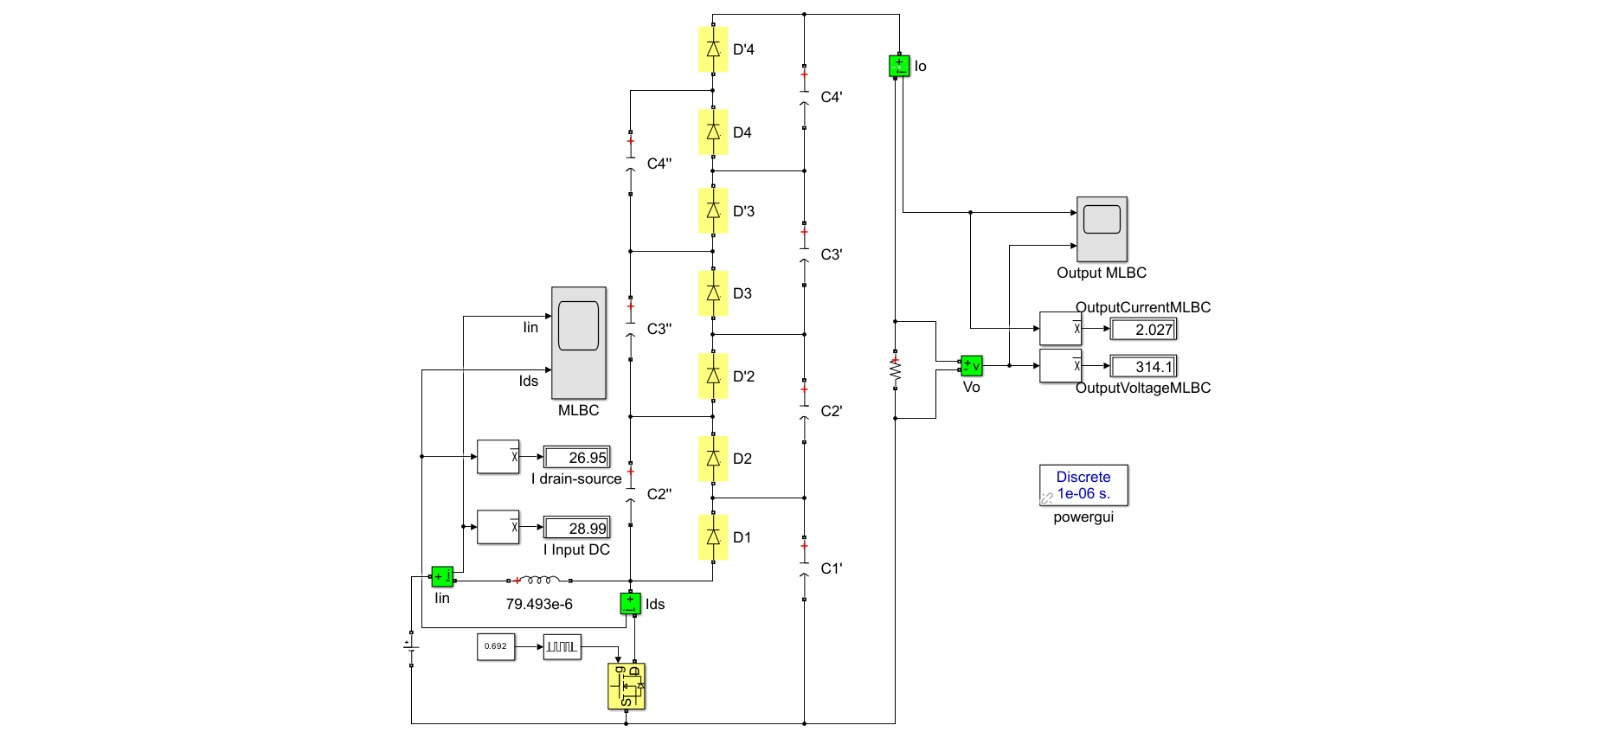 D'4
Io
C4'
D4
C4''
D'3
C3'
D3
Output MLBC
OutputCurrentMLBC
2.027
Iin
C3''
x
314.1
Ids
D'2
Vo
OutputVoltageMLBC
MLBC
C2'
x
26.95
I drain-source
D2
C2''
Discrete
1e-06 s.
powergui
x
28.99
I Input DC
D1
C1'
Iin
79.493e-6
Ids
0.692
g
D
S
x
+
i
v
-